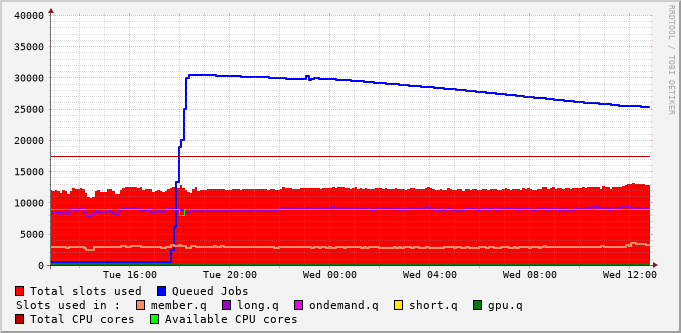 40000
35000
30000
25000
20000
15000
10000
5000
0
Tue 16:00 Tue 20:00 Wed 00:00 Wed 04:00 Wed 08:00 Wed 12:00
Total slots used Queued Jobs
Slots used in : member.q long.q ondemand.q short.q gpu.q
Total CPU cores Available CPU cores
RRDTOOL / TOBI OETIKER